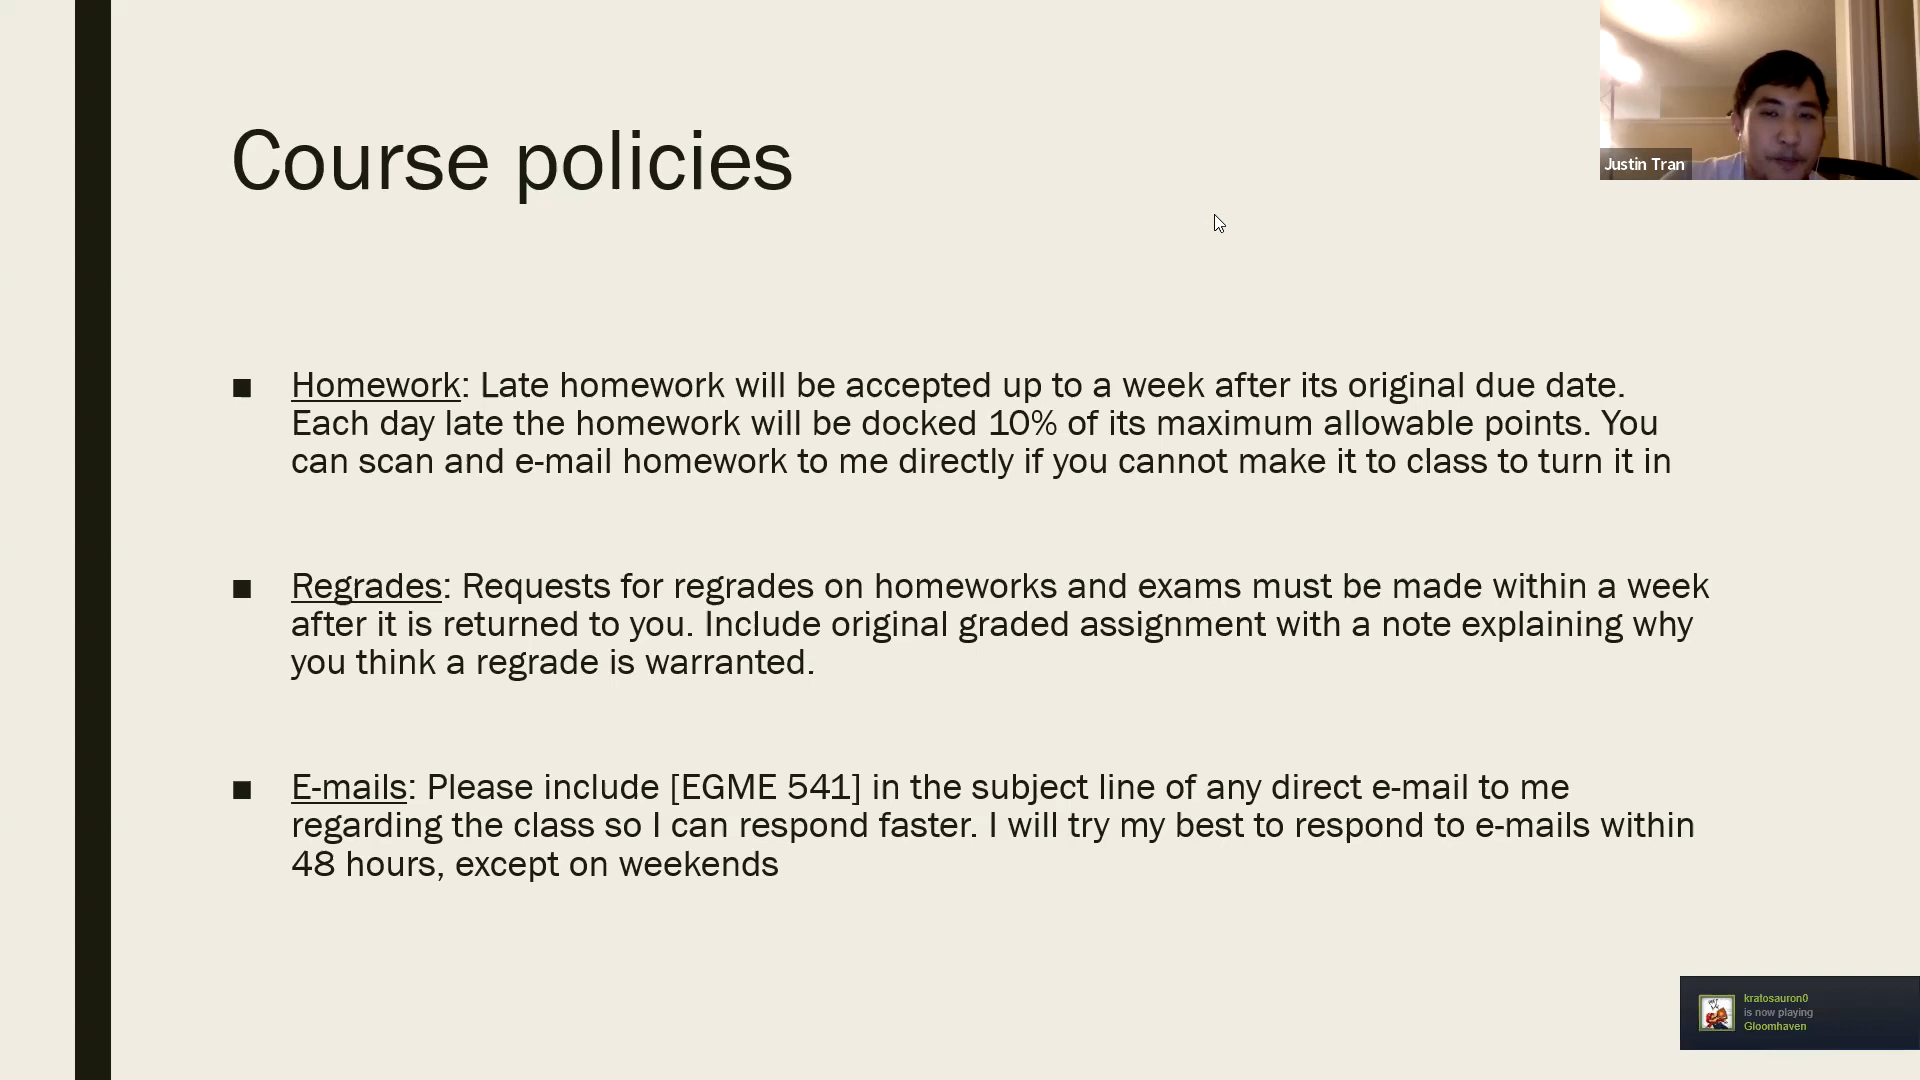 Course policies
Justin Tran
■ Homework: Late homework will be accepted up to a week after its original due date.
Each day late the homework will be docked 10% of its maximum allowable points. You
can scan and e-mail homework to me directly if you cannot make it to class to turn it in
■ Regrades: Requests for regrades on homeworks and exams must be made within a week
after it is returned to you. Include original graded assignment with a note explaining why
you think a regrade is warranted.
■ E-mails: Please include [EGME 541] in the subject line of any direct e-mail to me
regarding the class so I can respond faster. I will try my best to respond to e-mails within
48 hours, except on weekends
kratosauron0
is now playing
Gloomhaven